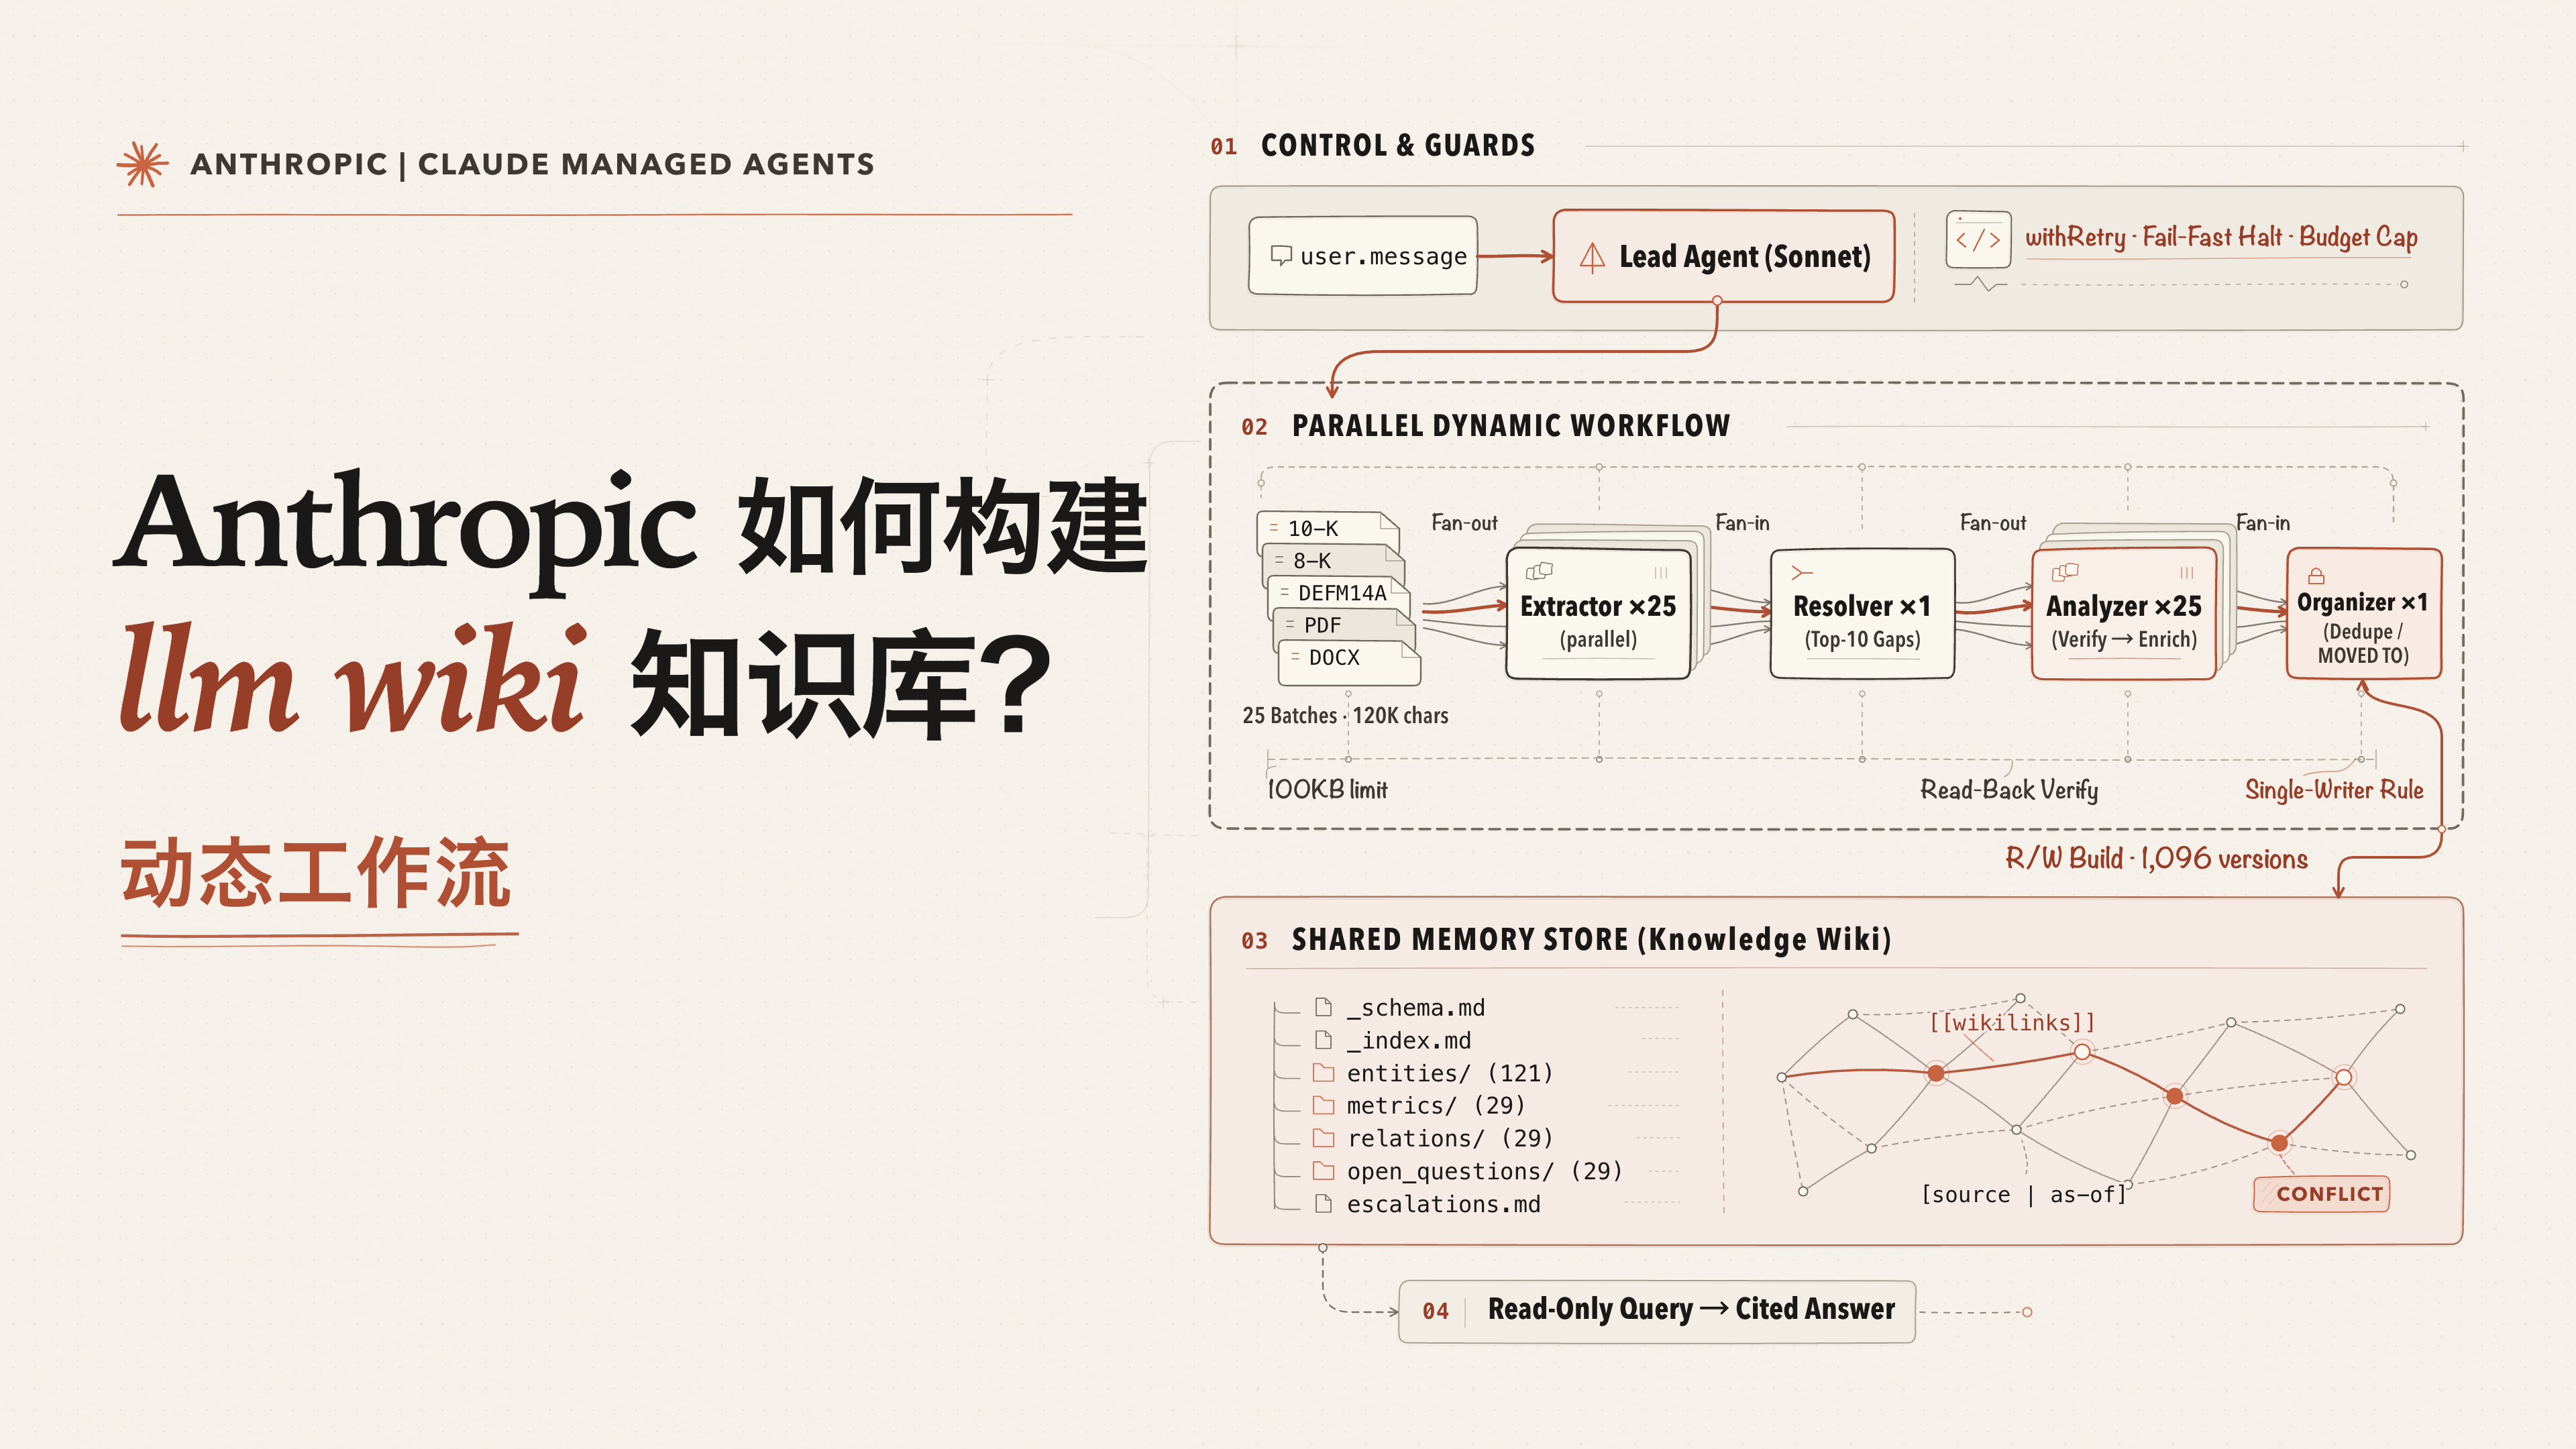 ANTHROPIC | CLAUDE MANAGED AGENTS
Anthropic 如何构建
llm wiki 知识库?
动态工作流
01 CONTROL & GUARDS
user.message
Lead Agent (Sonnet)
</>
withRetry · Fail-Fast Halt · Budget Cap
02 PARALLEL DYNAMIC WORKFLOW
10-K
8-K
DEFM14A
PDF
DOCX
25 Batches · 120K chars
Fan-out
Extractor ×25
(parallel)
Fan-in
Resolver ×1
(Top-10 Gaps)
Fan-out
Analyzer ×25
(Verify → Enrich)
Fan-in
Organizer ×1
(Dedupe /
MOVED TO)
100KB limit
Read-Back Verify
Single-Writer Rule
R/W Build · 1,096 versions
03 SHARED MEMORY STORE (Knowledge Wiki)
_schema.md
_index.md
entities/ (121)
metrics/ (29)
relations/ (29)
open_questions/ (29)
escalations.md
[[wikilinks]]
[source | as-of]
CONFLICT
04 Read-Only Query → Cited Answer